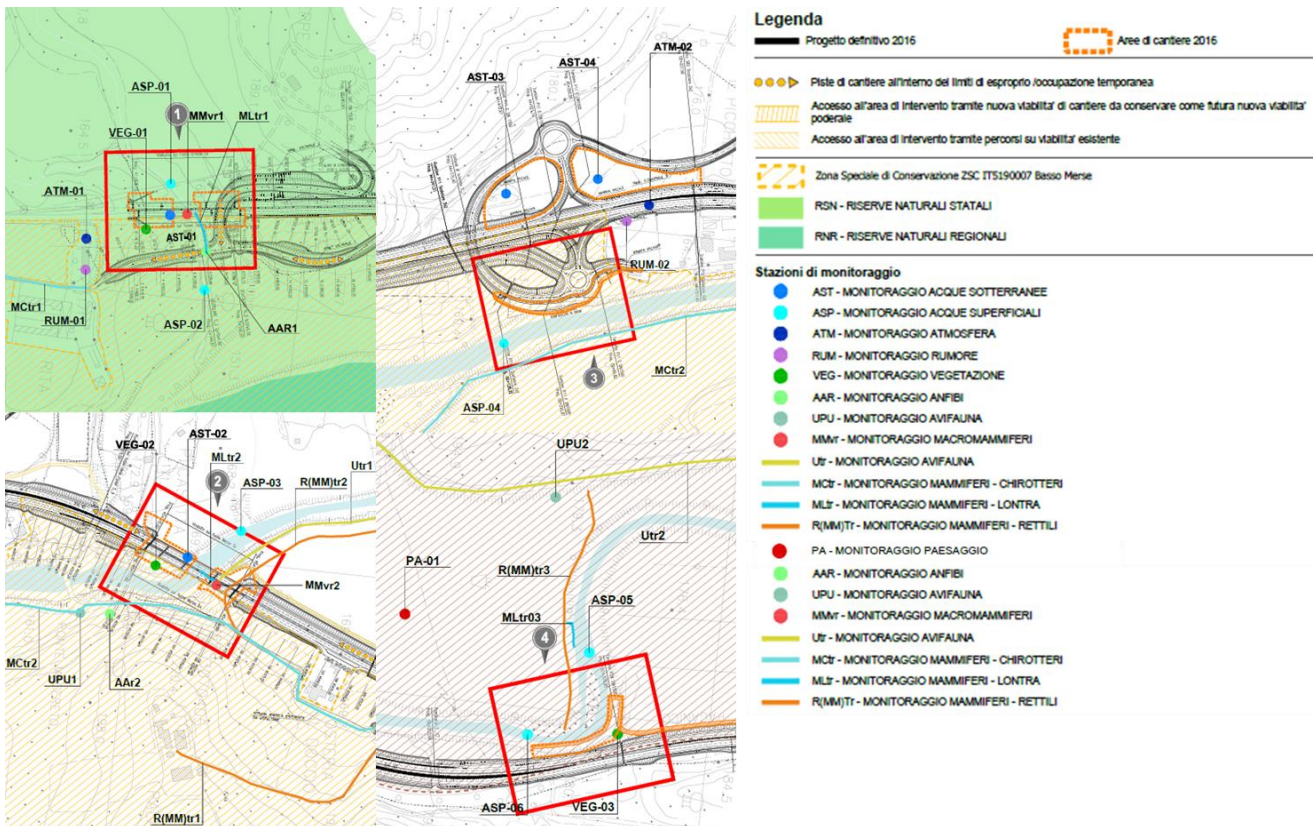 ASP-01
1
MMvr1
MLtr1
VEG-01
ATM-01
AST-01
MCtr1
RUM-01
ASP-02
AAR1
ATM-02
AST-04
AST-03
RUM-02
3
MCtr2
ASP-04
VEG-02
AST-02
MLtr2
2
ASP-03
Utr1
R(MM)tr2
MMvr2
MCtr2
UPU1
AAr2
R(MM)tr1
UPU2
Utr2
PA-01
R(MM)tr3
ASP-05
MLtr03
4
ASP-06
VEG-03
Legenda
Progetto definitivo 2016
Aree di cantiere 2016
Piste di cantiere all'interno dei limiti di esproprio /occupazione temporanea
Accesso all'area di intervento tramite nuova viabilita' di cantiere da conservare come futura nuova viabilita'
poderale
Accesso all'area di intervento tramite percorsi su viabilita' esistente
Zona Speciale di Conservazione ZSC IT5190007 Basso Merse
RSN - RISERVE NATURALI STATALI
RNR - RISERVE NATURALI REGIONALI
Stazioni di monitoraggio
AST - MONITORAGGIO ACQUE SOTTERRANEE
ASP - MONITORAGGIO ACQUE SUPERFICIALI
ATM - MONITORAGGIO ATMOSFERA
RUM - MONITORAGGIO RUMORE
VEG - MONITORAGGIO VEGETAZIONE
AAR - MONITORAGGIO ANFIBI
UPU - MONITORAGGIO AVIFAUNA
MMvr - MONITORAGGIO MACROMAMMIFERI
Utr - MONITORAGGIO AVIFAUNA
MCtr - MONITORAGGIO MAMMIFERI - CHIROTTERI
MLtr - MONITORAGGIO MAMMIFERI - LONTRA
R(MM)Tr - MONITORAGGIO MAMMIFERI - RETTILI
PA - MONITORAGGIO PAESAGGIO
AAR - MONITORAGGIO ANFIBI
UPU - MONITORAGGIO AVIFAUNA
MMvr - MONITORAGGIO MACROMAMMIFERI
Utr - MONITORAGGIO AVIFAUNA
MCtr - MONITORAGGIO MAMMIFERI - CHIROTTERI
MLtr - MONITORAGGIO MAMMIFERI - LONTRA
R(MM)Tr - MONITORAGGIO MAMMIFERI - RETTILI